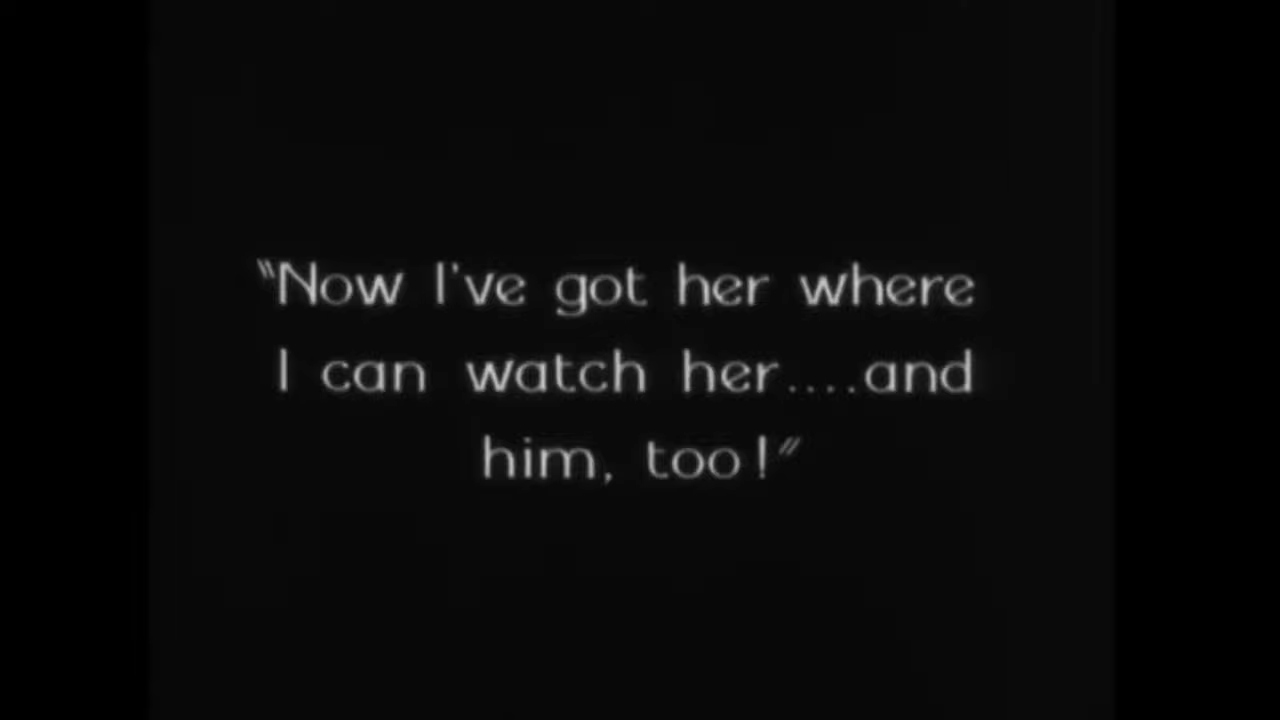 "Now I've got her where
I can watch her....and
him, too!"